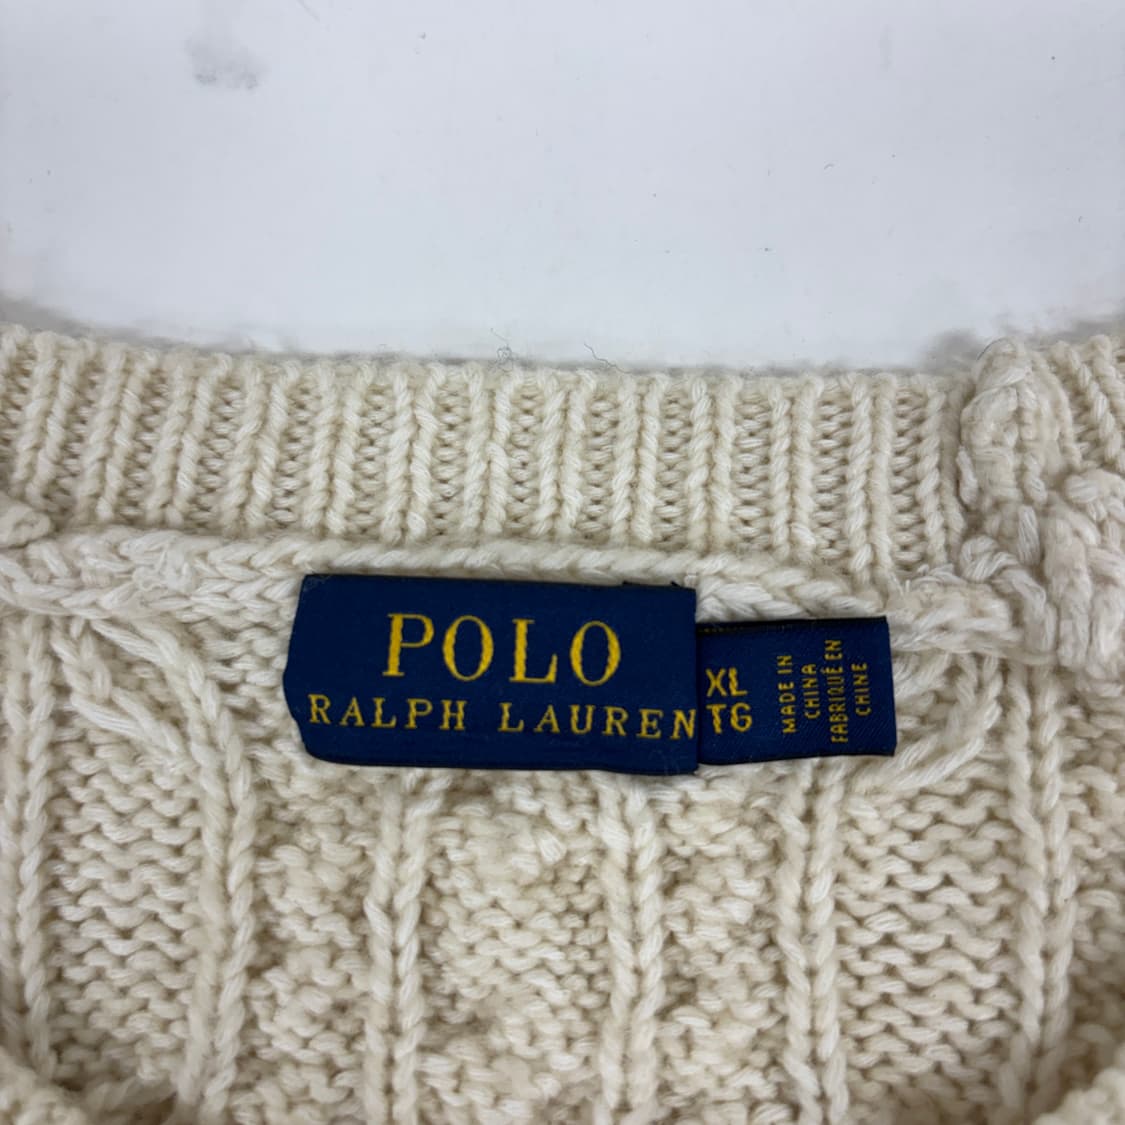 POLO
RALPH LAUREN
XL
TG
MADE IN
CHINA
FABRIQUÉ EN
CHINE